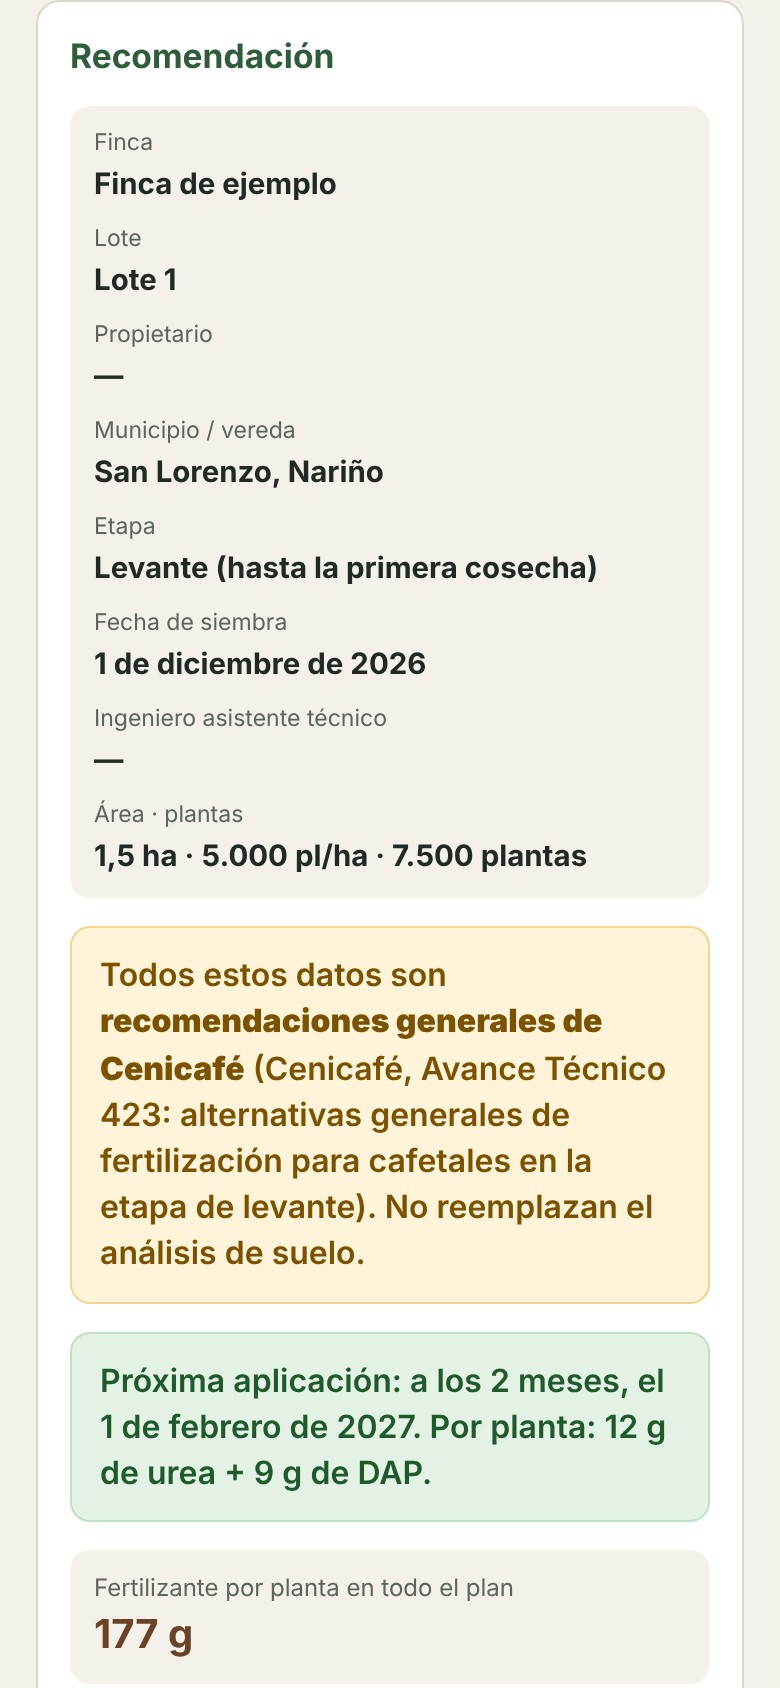 Recomendación
Finca
Finca de ejemplo
Lote
Lote 1
Propietario
—
Municipio / vereda
San Lorenzo, Nariño
Etapa
Levante (hasta la primera cosecha)
Fecha de siembra
1 de diciembre de 2026
Ingeniero asistente técnico
—
Área · plantas
1,5 ha · 5.000 pl/ha · 7.500 plantas
Todos estos datos son
recomendaciones generales de
Cenicafé (Cenicafé, Avance Técnico
423: alternativas generales de
fertilización para cafetales en la
etapa de levante). No reemplazan el
análisis de suelo.
Próxima aplicación: a los 2 meses, el
1 de febrero de 2027. Por planta: 12 g
de urea + 9 g de DAP.
Fertilizante por planta en todo el plan
177 g